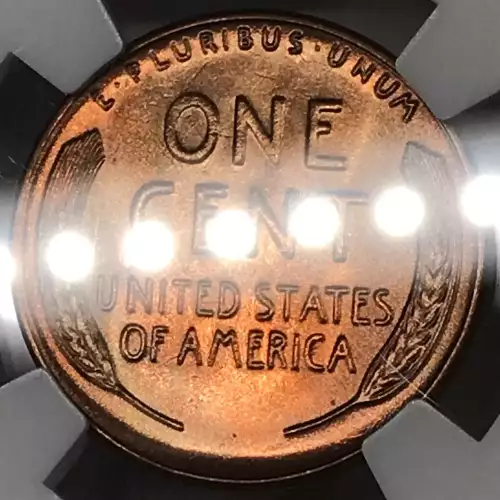 E·PLURIBUS·UNUM
ONE
CENT
UNITED STATES
OF AMERICA